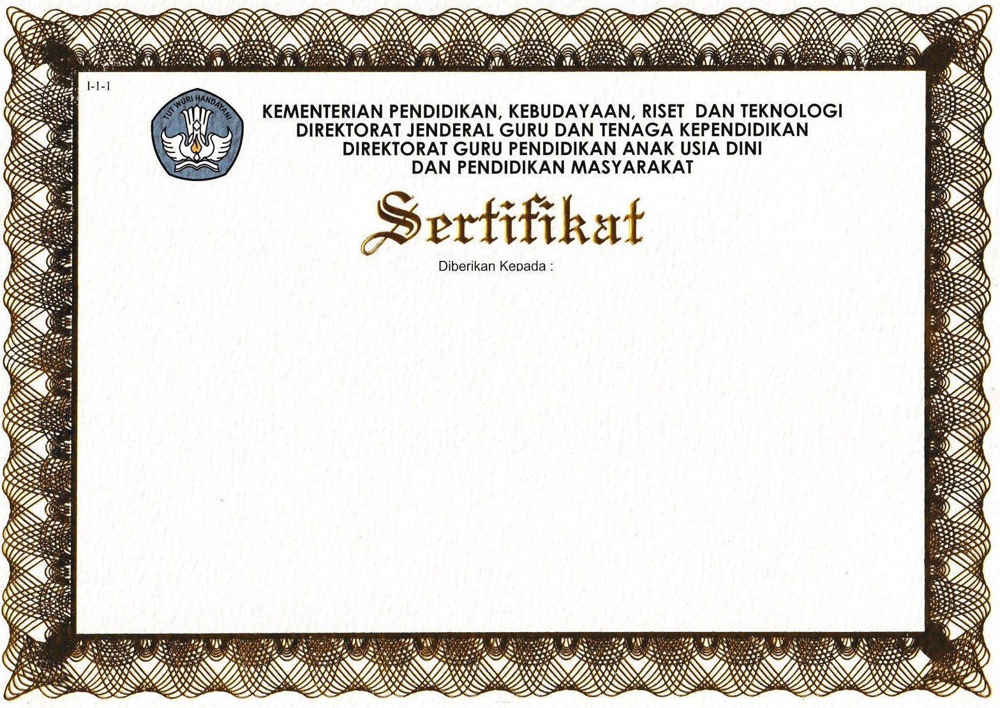 I-1-1
TUT WURI HANDAYANI
KEMENTERIAN PENDIDIKAN, KEBUDAYAAN, RISET DAN TEKNOLOGI
DIREKTORAT JENDERAL GURU DAN TENAGA KEPENDIDIKAN
DIREKTORAT GURU PENDIDIKAN ANAK USIA DINI
DAN PENDIDIKAN MASYARAKAT
Sertifikat
Diberikan Kepada :